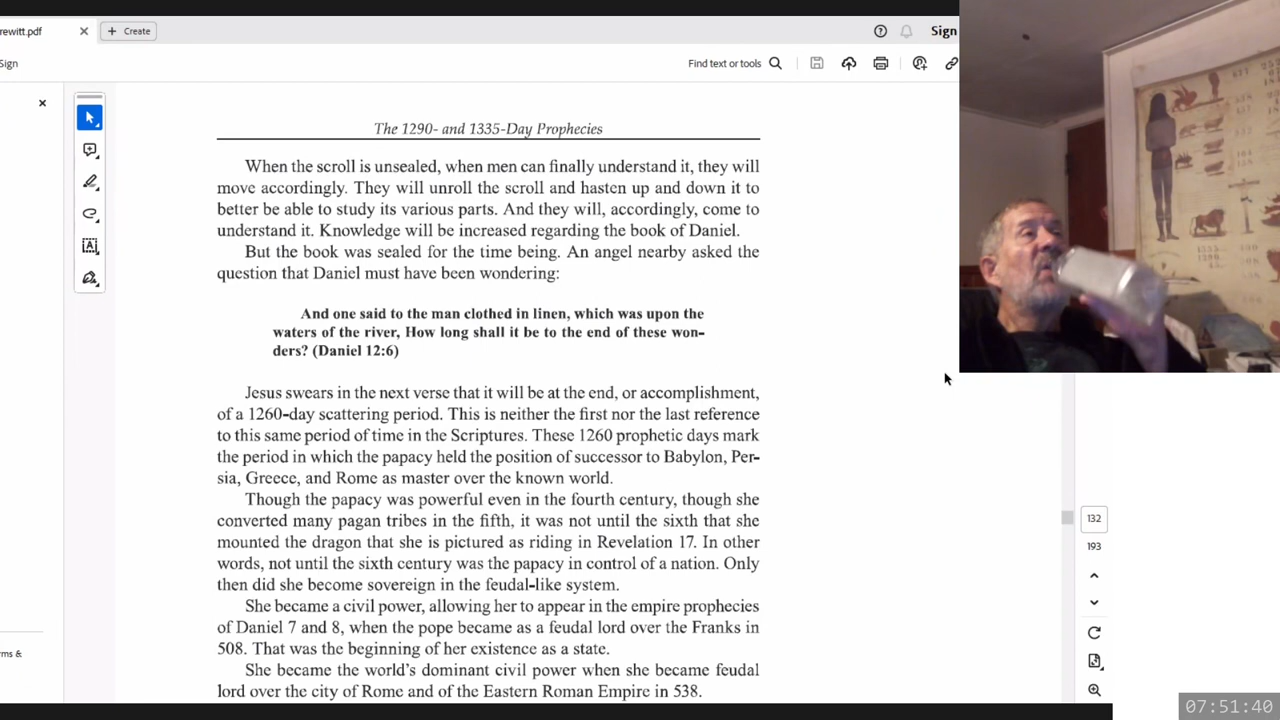 rewitt.pdf
Create
Sign
Sign
Find text or tools
The 1290- and 1335-Day Prophecies
When the scroll is unsealed, when men can finally understand it, they will
move accordingly. They will unroll the scroll and hasten up and down it to
better be able to study its various parts. And they will, accordingly, come to
understand it. Knowledge will be increased regarding the book of Daniel.
But the book was sealed for the time being. An angel nearby asked the
question that Daniel must have been wondering:
And one said to the man clothed in linen, which was upon the
waters of the river, How long shall it be to the end of these won-
ders? (Daniel 12:6)
Jesus swears in the next verse that it will be at the end, or accomplishment,
of a 1260-day scattering period. This is neither the first nor the last reference
to this same period of time in the Scriptures. These 1260 prophetic days mark
the period in which the papacy held the position of successor to Babylon, Per-
sia, Greece, and Rome as master over the known world.
Though the papacy was powerful even in the fourth century, though she
converted many pagan tribes in the fifth, it was not until the sixth that she
mounted the dragon that she is pictured as riding in Revelation 17. In other
words, not until the sixth century was the papacy in control of a nation. Only
then did she become sovereign in the feudal-like system.
She became a civil power, allowing her to appear in the empire prophecies
of Daniel 7 and 8, when the pope became as a feudal lord over the Franks in
508. That was the beginning of her existence as a state.
She became the world's dominant civil power when she became feudal
lord over the city of Rome and of the Eastern Roman Empire in 538.
132
193
ms &
07:51:40